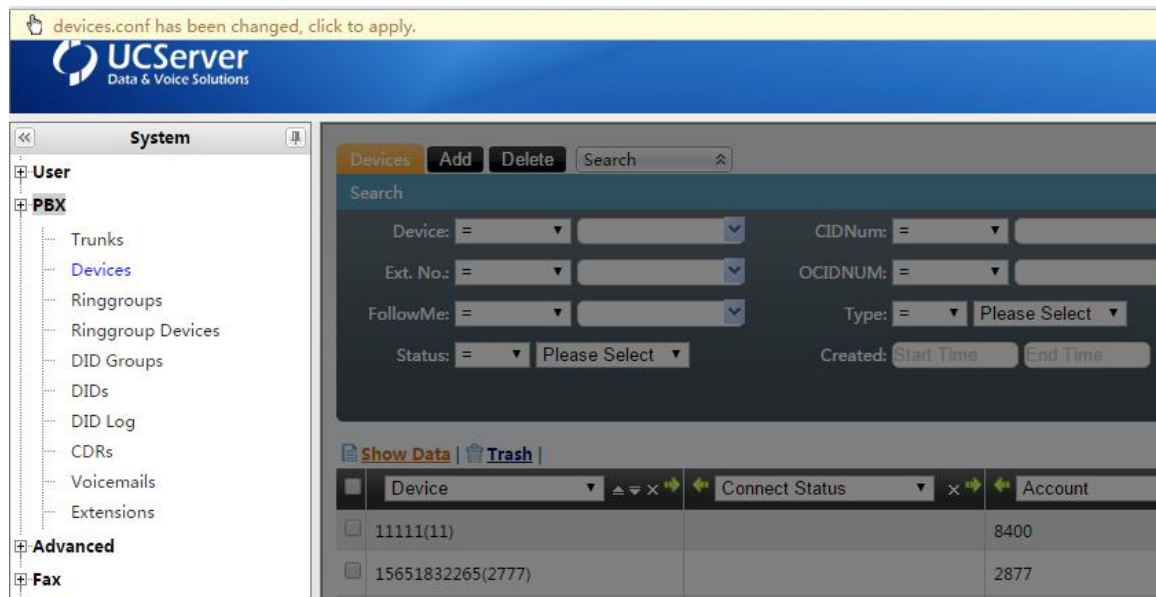 devices.conf has been changed, click to apply.
UCServer
Data & Voice Solutions
System
User
PBX
Trunks
Devices
Ringgroups
Ringgroup Devices
DID Groups
DIDs
DID Log
CDRs
Voicemails
Extensions
Advanced
Fax
Devices Add Delete Search
Search
Device: = CIDNum: =
Ext. No.: = OCIDNUM: =
FollowMe: = Type: = Please Select
Status: = Please Select Created: Start Time End Time
Show Data | Trash |
Device Connect Status Account
11111(11) 8400
15651832265(2777) 2877